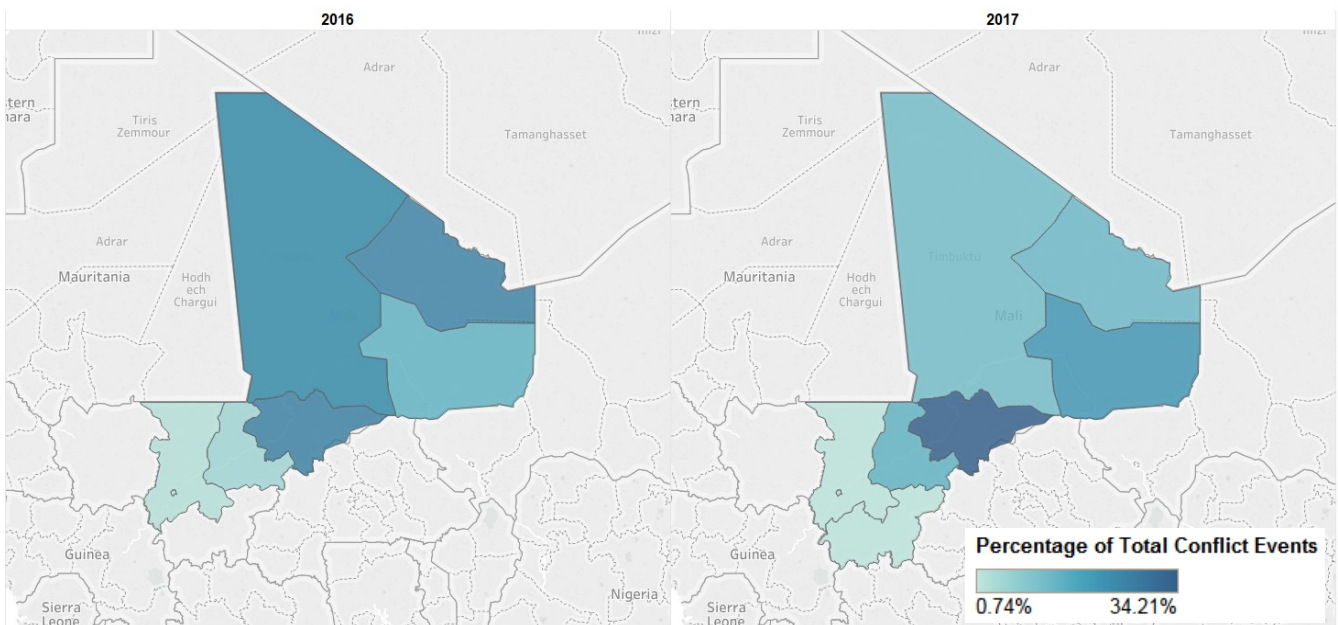 2016
2017
Adrar
stern
hara
Tiris
Zemmour
Tamanghasset
Adrar
Mauritania
Hodh
ech
Chargui
Guinea
Sierra
Leone
Nigeria
Adrar
stern
hara
Tiris
Zemmour
Tamanghasset
Adrar
Mauritania
Hodh
ech
Chargui
Timbuktu
Mali
Guinea
Sierra
Leone
Percentage of Total Conflict Events
0.74% 34.21%